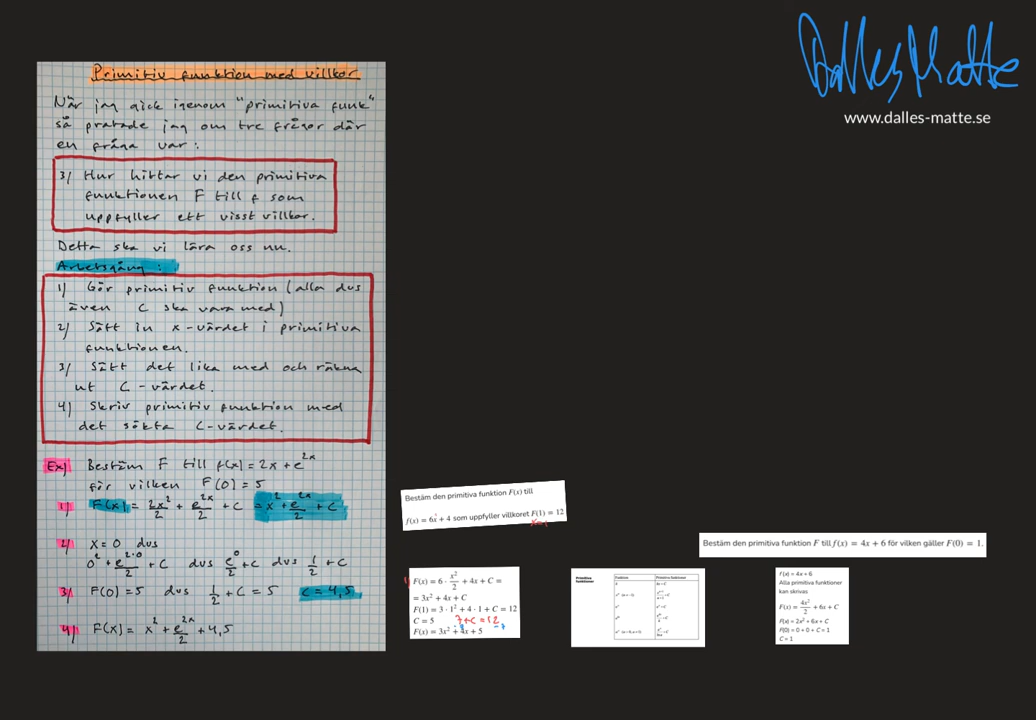 Dalles Matte
www.dalles-matte.se
Primitiv funktion med villkor
När jag gick igenom "primitiva funk"
så pratade jag om tre frågor där
en fråga var :
3) Hur hittar vi den primitiva
funktionen F till f som
uppfyller ett visst villkor.
Detta ska vi lära oss nu.
Arbetsgång :
1) Gör primitiv funktion (alla dvs
även C ska vara med)
2) Sätt in x-värdet i primitiva
funktionen.
3) Sätt det lika med och räkna
ut C-värdet.
4) Skriv primitiv funktion med
det sökta C-värdet.
Ex) Bestäm F till f(x) = 2x + e^2x
för vilken F(0) = 5
1) F(x) = 2x²/2 + e^2x/2 + C = x² + e^2x/2 + C
2) x = 0 dvs
0² + e^2·0/2 + C dvs e^0/2 + C dvs 1/2 + C
3) F(0) = 5 dvs 1/2 + C = 5 C = 4,5
4) F(x) = x² + e^2x/2 + 4,5
Bestäm den primitiva funktion F(x) till
f(x) = 6x + 4 som uppfyller villkoret F(1) = 12
x=1
F(x) = 6 · x²/2 + 4x + C =
= 3x² + 4x + C
F(1) = 3 · 1² + 4 · 1 + C = 12
C = 5 7+C = 12
F(x) = 3x² + 4x + 5 -7 -7
Bestäm den primitiva funktion F till f(x) = 4x + 6 för vilken gäller F(0) = 1.
Primitiva funktioner
Funktion Primitiva funktioner
f(x) = 4x + 6
Alla primitiva funktioner
kan skrivas
F(x) = 4x²/2 + 6x + C
F(x) = 2x² + 6x + C
F(0) = 0 + 0 + C = 1
C = 1